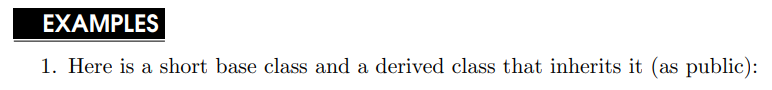 EXAMPLES
1. Here is a short base class and a derived class that inherits it (as public):